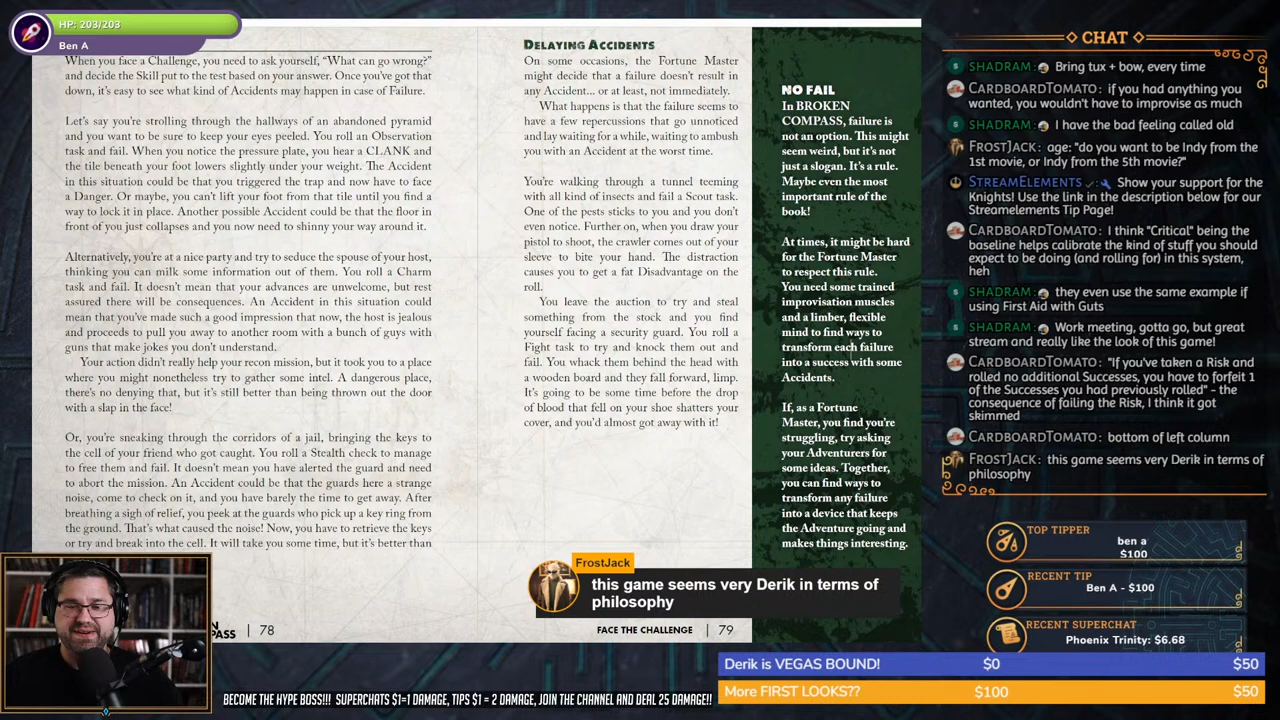 HP: 203/203
Ben A
When you face a Challenge, you need to ask yourself, “What can go wrong?”
and decide the Skill put to the test based on your answer. Once you’ve got that
down, it’s easy to see what kind of Accidents may happen in case of Failure.
Let’s say you’re strolling through the hallways of an abandoned pyramid
and you want to be sure to keep your eyes peeled. You roll an Observation
task and fail. When you notice the pressure plate, you hear a CLANK and
the tile beneath your foot lowers slightly under your weight. The Accident
in this situation could be that you triggered the trap and now have to face
a Danger. Or maybe, you can’t lift your foot from that tile until you find a
way to lock it in place. Another possible Accident could be that the floor in
front of you just collapses and you now need to shinny your way around it.
Alternatively, you’re at a nice party and try to seduce the spouse of your host,
thinking you can milk some information out of them. You roll a Charm
task and fail. It doesn’t mean that your advances are unwelcome, but rest
assured there will be consequences. An Accident in this situation could
mean that you’ve made such a good impression that now, the host is jealous
and proceeds to pull you away to another room with a bunch of guys with
guns that make jokes you don’t understand.
Your action didn’t really help your recon mission, but it took you to a place
where you might nonetheless try to gather some intel. A dangerous place,
there’s no denying that, but it’s still better than being thrown out the door
with a slap in the face!
Or, you’re sneaking through the corridors of a jail, bringing the keys to
the cell of your friend who got caught. You roll a Stealth check to manage
to free them and fail. It doesn’t mean you have alerted the guard and need
to abort the mission. An Accident could be that the guards here a strange
noise, come to check on it, and you have barely the time to get away. After
breathing a sigh of relief, you peek at the guards who pick up a key ring from
the ground. That’s what caused the noise! Now, you have to retrieve the keys
or try and break into the cell. It will take you some time, but it’s better than
PASS | 78
DELAYING ACCIDENTS
On some occasions, the Fortune Master
might decide that a failure doesn’t result in
any Accident... or at least, not immediately.
What happens is that the failure seems to
have a few repercussions that go unnoticed
and lay waiting for a while, waiting to ambush
you with an Accident at the worst time.
You’re walking through a tunnel teeming
with all kind of insects and fail a Scout task.
One of the pests sticks to you and you don’t
even notice. Further on, when you draw your
pistol to shoot, the crawler comes out of your
sleeve to bite your hand. The distraction
causes you to get a fat Disadvantage on the
roll.
You leave the auction to try and steal
something from the stock and you find
yourself facing a security guard. You roll a
Fight task to try and knock them out and
fail. You whack them behind the head with
a wooden board and they fall forward, limp.
It’s going to be some time before the drop
of blood that fell on your shoe shatters your
cover, and you’d almost got away with it!
FACE THE CHALLENGE | 79
NO FAIL
In BROKEN
COMPASS, failure is
not an option. This might
seem weird, but it’s not
just a slogan. It’s a rule.
Maybe even the most
important rule of the
book!
At times, it might be hard
for the Fortune Master
to respect this rule.
You need some trained
improvisation muscles
and a limber, flexible
mind to find ways to
transform each failure
into a success with some
Accidents.
If, as a Fortune
Master, you find you’re
struggling, try asking
your Adventurers for
some ideas. Together,
you can find ways to
transform any failure
into a device that keeps
the Adventure going and
makes things interesting.
FrostJack
this game seems very Derik in terms of
philosophy
CHAT
SHADRAM: Bring tux + bow, every time
CARDBOARDTOMATO: if you had anything you
wanted, you wouldn't have to improvise as much
SHADRAM: I have the bad feeling called old
FROSTJACK: age: "do you want to be Indy from the
1st movie, or Indy from the 5th movie?"
STREAMELEMENTS: Show your support for the
Knights! Use the link in the description below for our
Streamelements Tip Page!
CARDBOARDTOMATO: I think "Critical" being the
baseline helps calibrate the kind of stuff you should
expect to be doing (and rolling for) in this system,
heh
SHADRAM: they even use the same example if
using First Aid with Guts
SHADRAM: Work meeting, gotta go, but great
stream and really like the look of this game!
CARDBOARDTOMATO: "If you've taken a Risk and
rolled no additional Successes, you have to forfeit 1
of the Successes you had previously rolled" - the
consequence of failing the Risk, I think it got
skimmed
CARDBOARDTOMATO: bottom of left column
FROSTJACK: this game seems very Derik in terms of
philosophy
TOP TIPPER
ben a
$100
RECENT TIP
Ben A - $100
RECENT SUPERCHAT
Phoenix Trinity: $6.68
Derik is VEGAS BOUND! $0 $50
More FIRST LOOKS?? $100 $50
BECOME THE HYPE BOSS!!! SUPERCHATS $1=1 DAMAGE, TIPS $1 = 2 DAMAGE, JOIN THE CHANNEL AND DEAL 25 DAMAGE!!